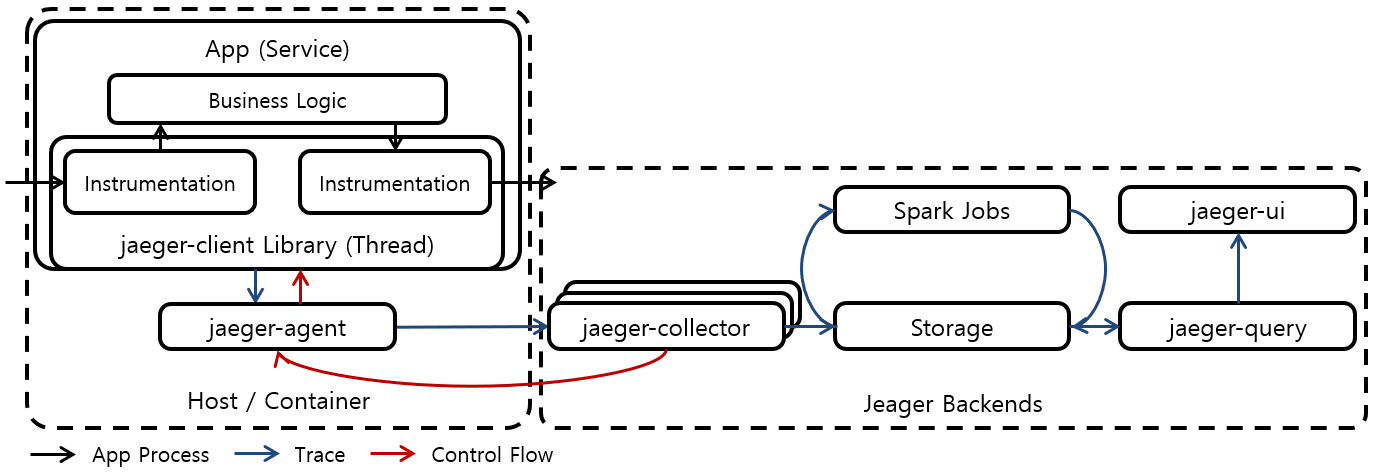 App (Service)
Business Logic
Instrumentation
Instrumentation
jaeger-client Library (Thread)
jaeger-agent
Host / Container
Spark Jobs
jaeger-ui
jaeger-collector
Storage
jaeger-query
Jeager Backends
App Process
Trace
Control Flow